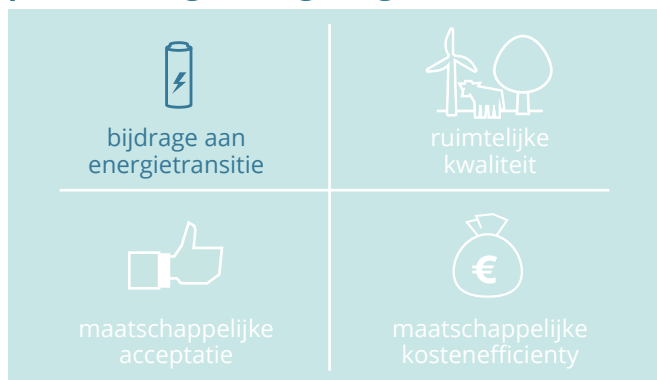 bijdrage aan
energietransitie
ruimtelijke
kwaliteit
€
maatschappelijke
acceptatie
maatschappelijke
kostenefficienty